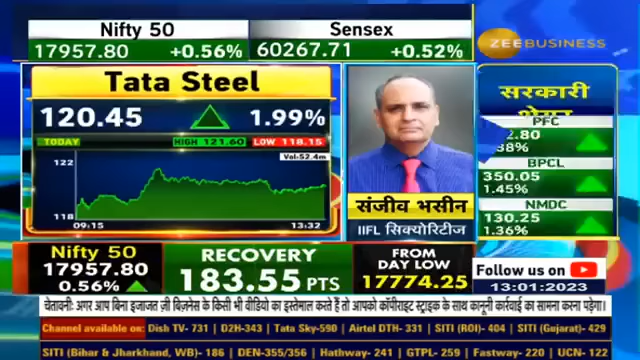 Nifty 50
17957.80 +0.56%
Sensex
60267.71 +0.52%
ZEE BUSINESS
Tata Steel
120.45 1.99%
TODAY HIGH 121.60 LOW 118.15
Vol:52.4m
122
118
09:15 13:32
संजीव भसीन
IIFL सिक्योरिटीज
सरकारी
PFC
2.80
38%
BPCL
350.05
1.45%
NMDC
130.25
1.36%
Nifty 50
17957.80
0.56%
RECOVERY
183.55 PTS
FROM
DAY LOW
17774.25
Follow us on
13:01:2023
चेतावनीः अगर आप बिना इजाजत ज़ी बिज़नेस के किसी भी वीडियो का इस्तेमाल करते हैं तो आपको कॉपीराइट स्ट्राइक के साथ कानूनी कार्रवाई का सामना करना पड़ेगा.
Channel available on: Dish TV- 731 | D2H-343 | Tata Sky-590 | Airtel DTH- 331 | SITI (ROI) - 404 | SITI (Gujarat) - 429
SITI (Bihar & Jharkhand, WB)- 186 | DEN-355/356 | Hathway- 241 | GTPL- 259 | Fastway- 220 | UCN- 122